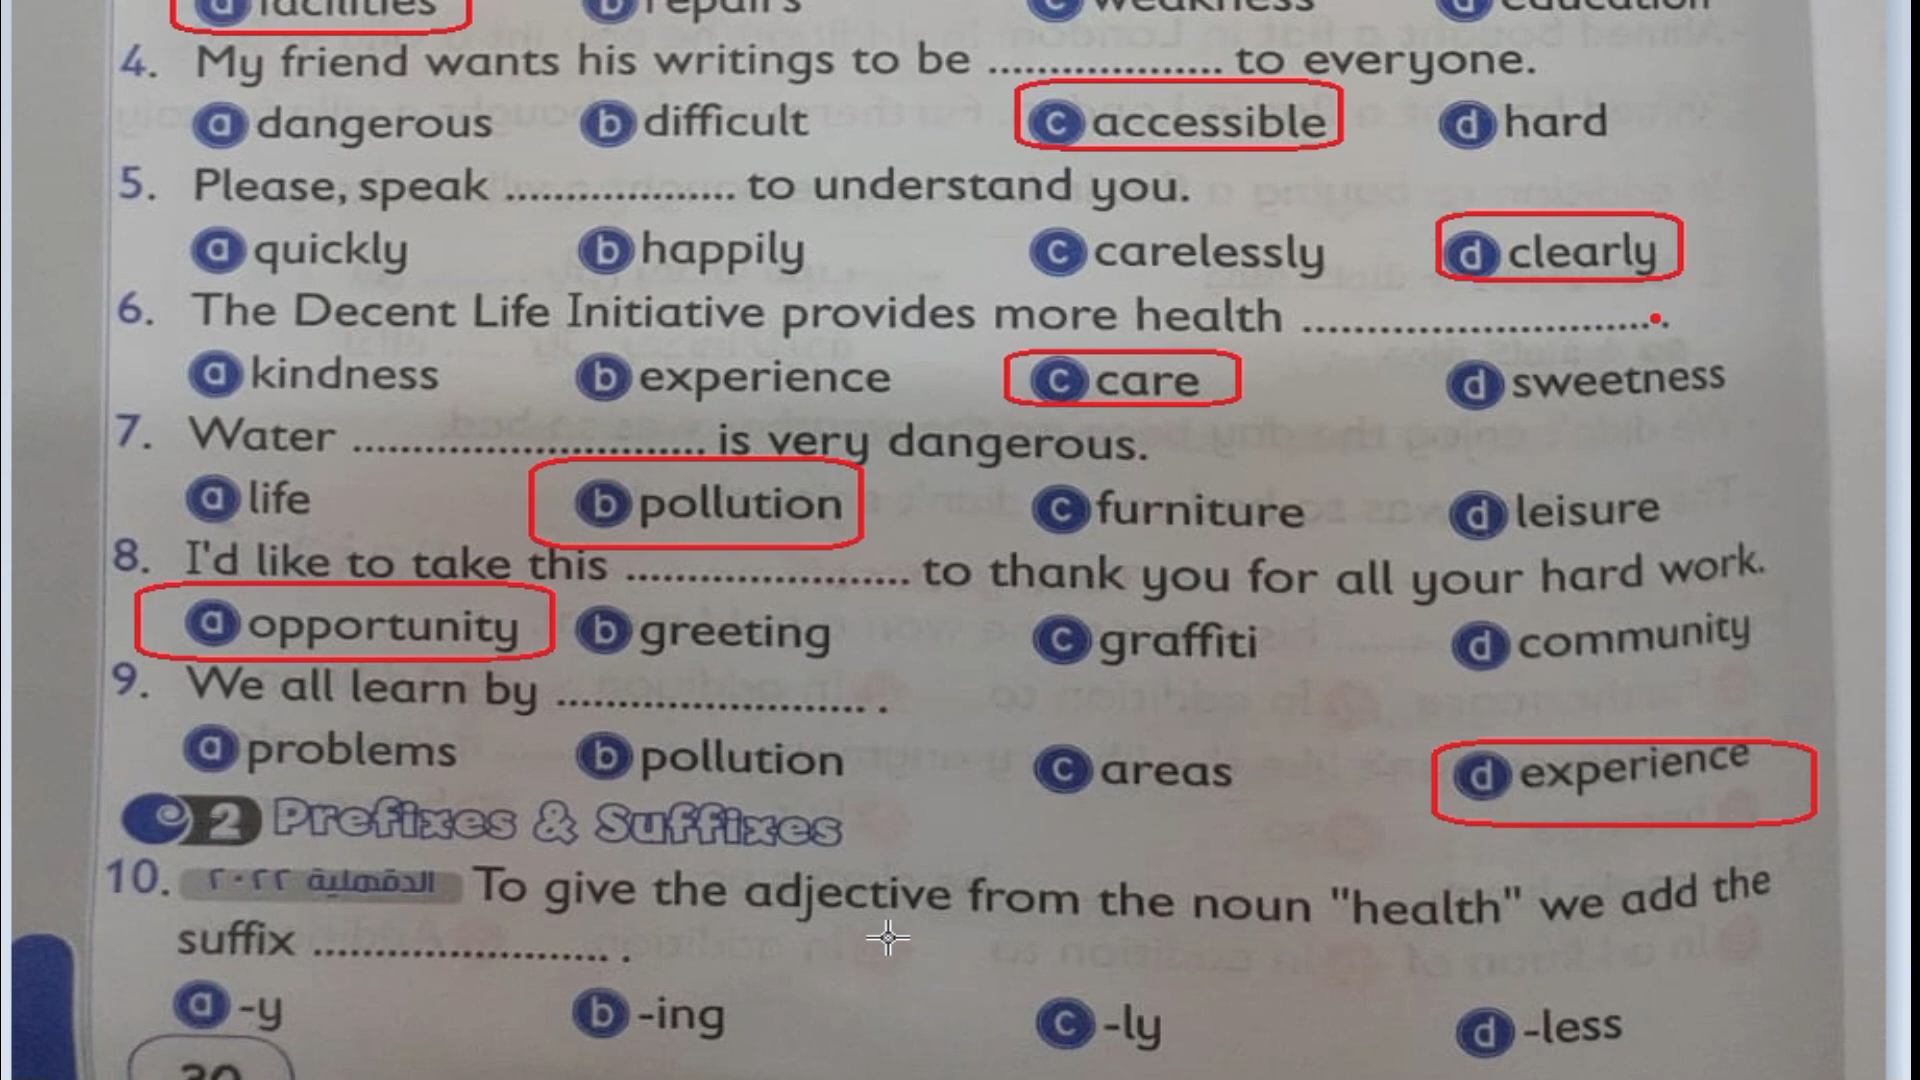 a facilities b repairs c weakness d education
4. My friend wants his writings to be ................... to everyone.
a dangerous b difficult c accessible d hard
5. Please, speak ................... to understand you.
a quickly b happily c carelessly d clearly
6. The Decent Life Initiative provides more health .............................
a kindness b experience c care d sweetness
7. Water ............................. is very dangerous.
a life b pollution c furniture d leisure
8. I'd like to take this ....................... to thank you for all your hard work.
a opportunity b greeting c graffiti d community
9. We all learn by ......................... .
a problems b pollution c areas d experience
2 Prefixes & Suffixes
10. الدقهلية ٢٠٢٢ To give the adjective from the noun "health" we add the
suffix ........................ .
a -y b -ing c -ly d -less